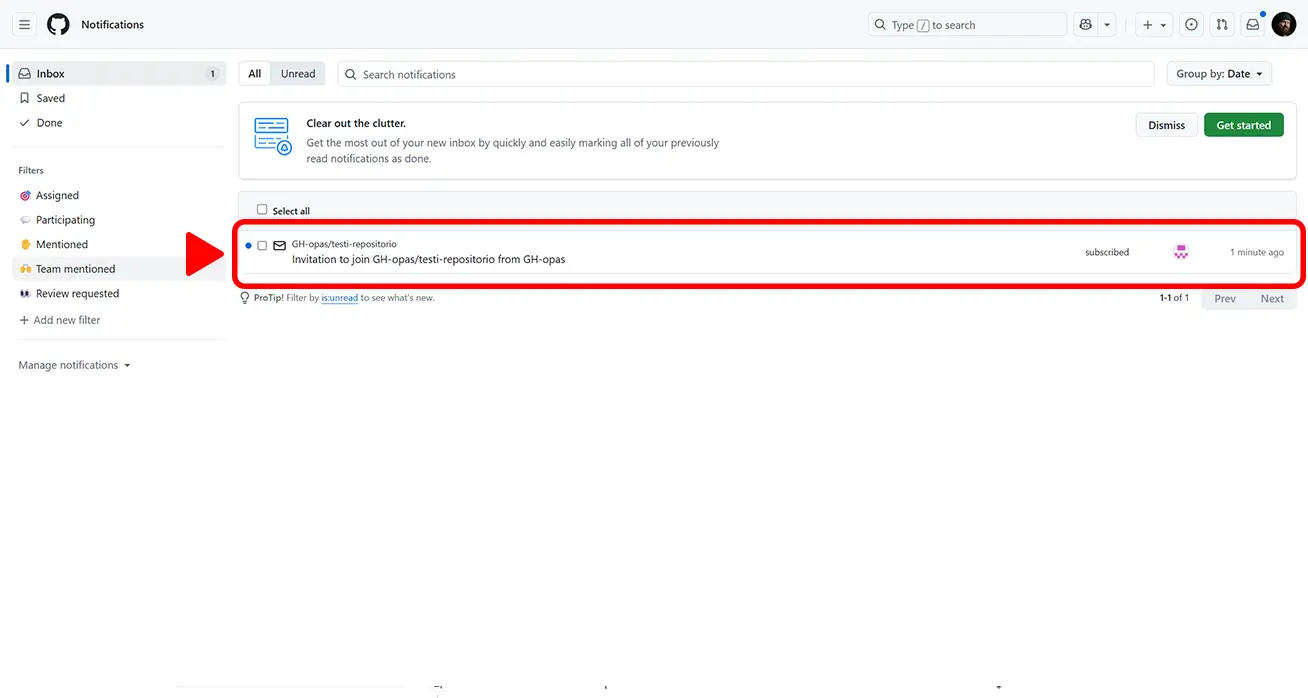 Notifications
Type / to search
Inbox 1
Saved
Done
Filters
Assigned
Participating
Mentioned
Team mentioned
Review requested
Add new filter
Manage notifications
All Unread Search notifications Group by: Date
Clear out the clutter.
Get the most out of your new inbox by quickly and easily marking all of your previously
read notifications as done.
Dismiss Get started
Select all
GH-opas/testi-repositorio
Invitation to join GH-opas/testi-repositorio from GH-opas
subscribed 1 minute ago
ProTip! Filter by is:unread to see what's new.
1-1 of 1 Prev Next